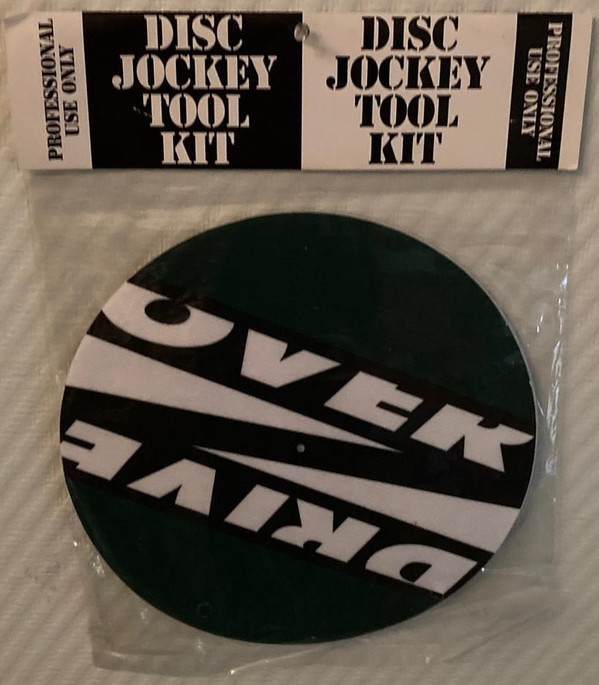 PROFESSIONAL
USE ONLY
DISC
JOCKEY
TOOL
KIT
DISC
JOCKEY
TOOL
KIT
PROFESSIONAL
USE ONLY
OVER
DRIVE